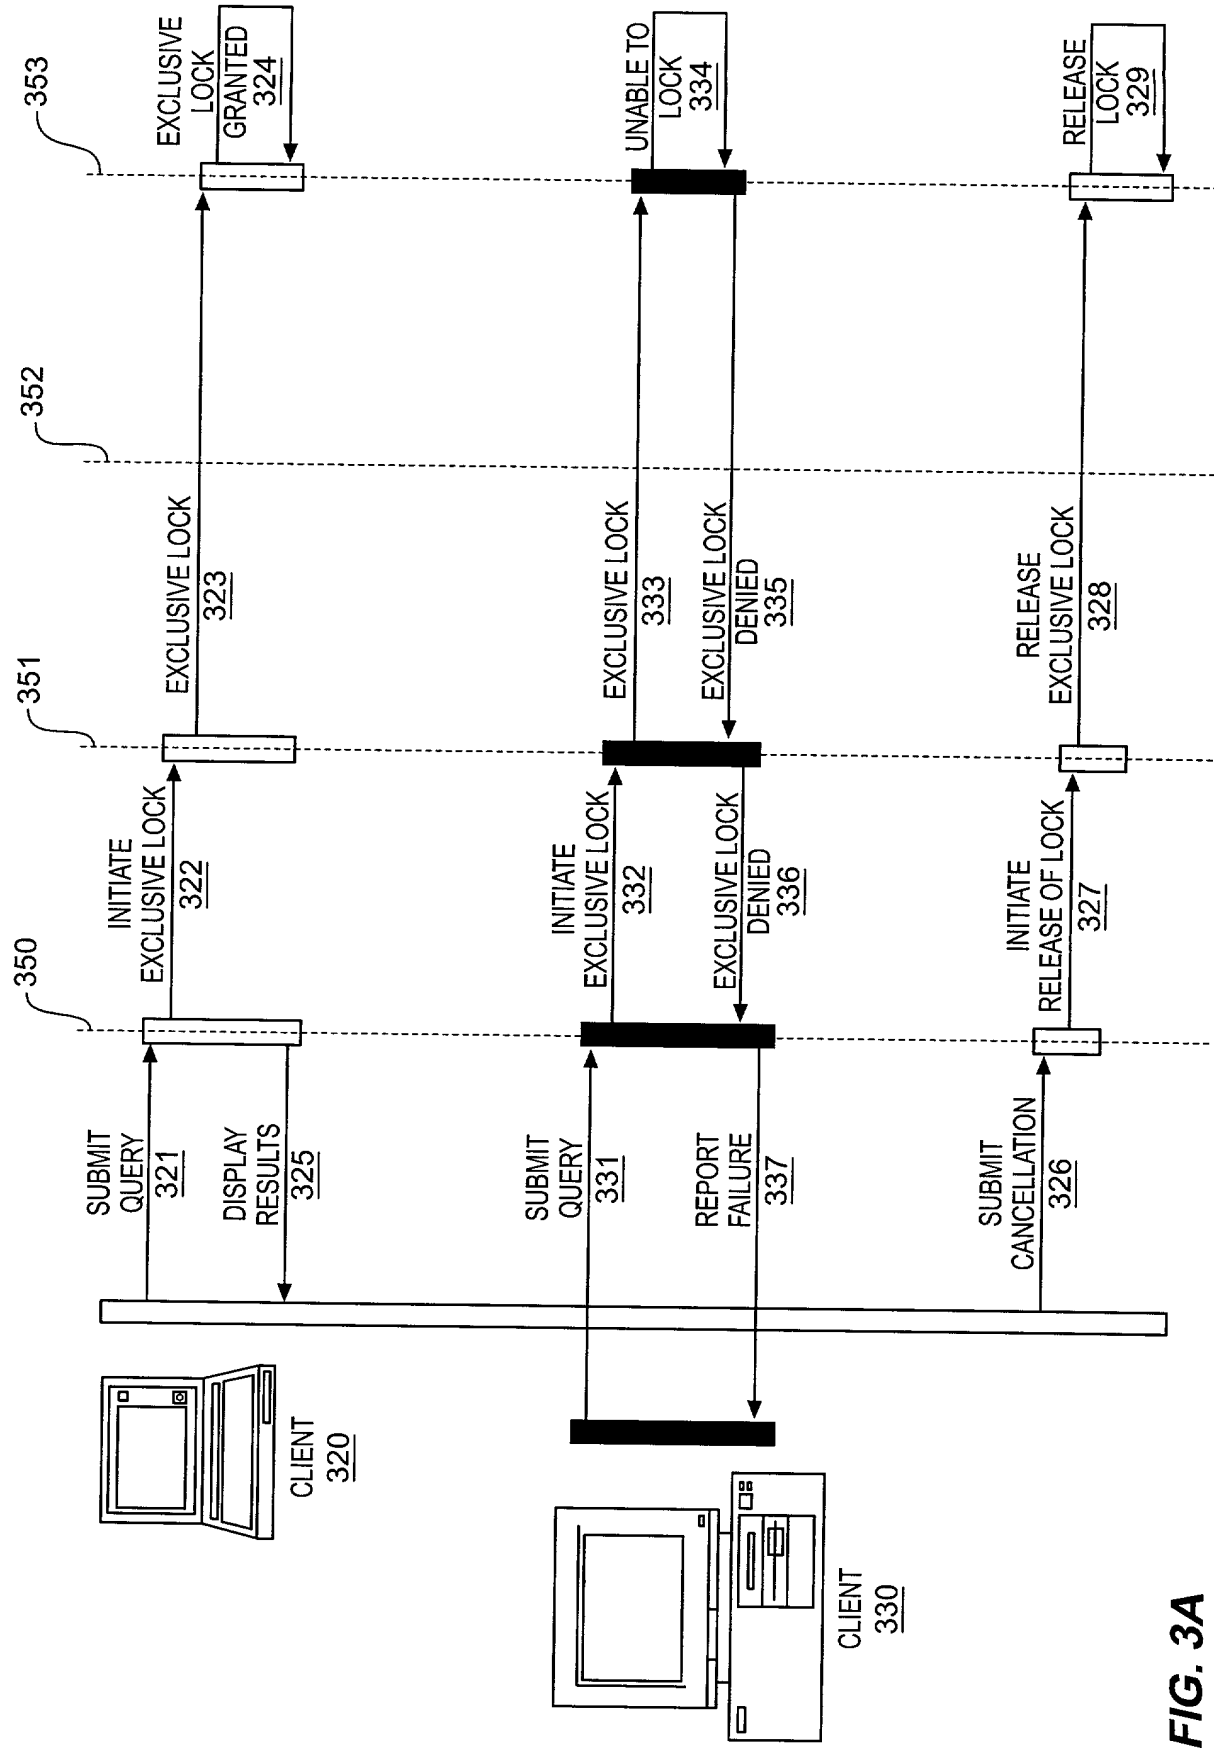 350
351
352
353
SUBMIT
QUERY
321
INITIATE
EXCLUSIVE LOCK
322
EXCLUSIVE LOCK
323
EXCLUSIVE
LOCK
GRANTED
324
DISPLAY
RESULTS
325
CLIENT
320
SUBMIT
QUERY
331
INITIATE
EXCLUSIVE LOCK
332
EXCLUSIVE LOCK
333
UNABLE TO
LOCK
334
EXCLUSIVE LOCK
DENIED
335
EXCLUSIVE LOCK
DENIED
336
REPORT
FAILURE
337
CLIENT
330
SUBMIT
CANCELLATION
326
INITIATE
RELEASE OF LOCK
327
RELEASE
EXCLUSIVE LOCK
328
RELEASE
LOCK
329
FIG. 3A